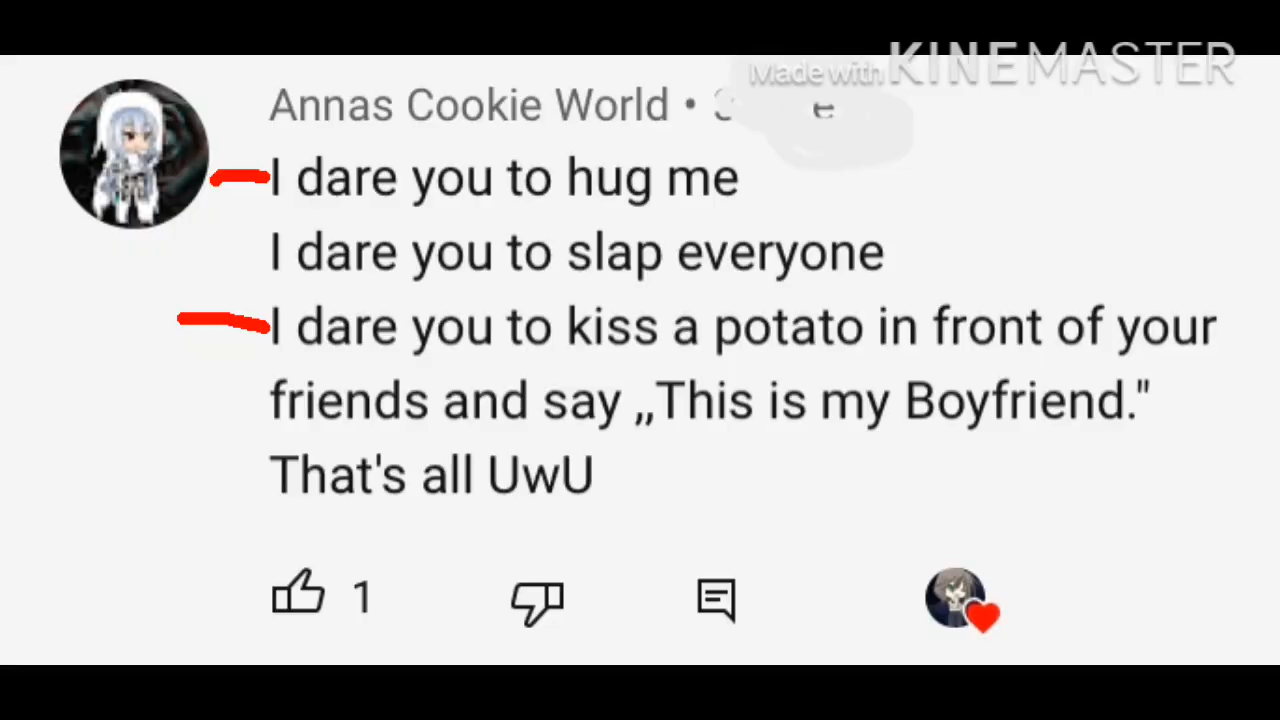 Made with KINEMASTER
Annas Cookie World •
I dare you to hug me
I dare you to slap everyone
I dare you to kiss a potato in front of your
friends and say ,,This is my Boyfriend."
That's all UwU
1